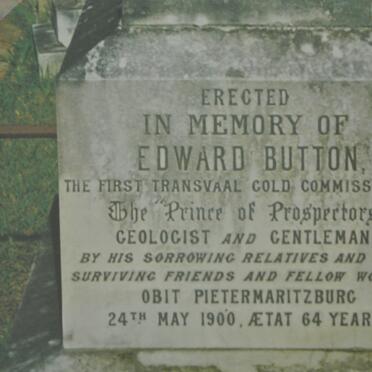 ERECTED
IN MEMORY OF
EDWARD BUTTON,
THE FIRST TRANSVAAL GOLD COMMISS
The "Prince of Prospectors
GEOLOGIST AND GENTLEMAN
BY HIS SORROWING RELATIVES AND
SURVIVING FRIENDS AND FELLOW WO
OBIT PIETERMARITZBURG
24TH MAY 1900, ÆTAT 64 YEAR